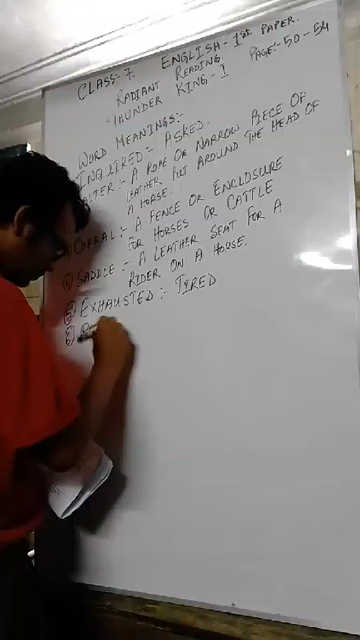 CLASS:- 7. ENGLISH - 1ST PAPER.
RADIANT READING PAGE:- 50-54
THUNDER KING - 1
WORD MEANINGS:-
INQUIRED :- ASKED.
HALTER :- A ROPE OR NARROW PIECE OF
LEATHER PUT AROUND THE HEAD OF
A HORSE.
CORRAL :- A FENCE OR ENCLOSURE
FOR HORSES OR CATTLE
④ SADDLE :- A LEATHER SEAT FOR A
RIDER ON A HORSE.
⑤ EXHAUSTED :- TIRED